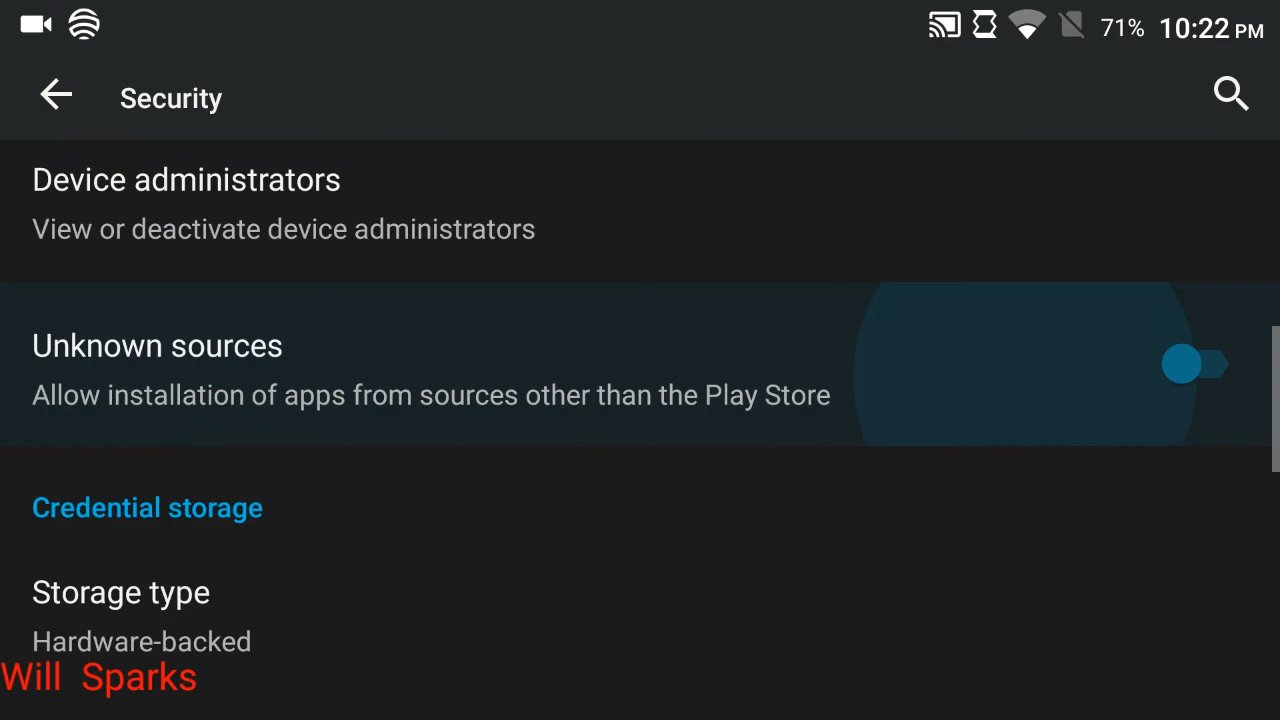 71% 10:22 PM
Security
Device administrators
View or deactivate device administrators
Unknown sources
Allow installation of apps from sources other than the Play Store
Credential storage
Storage type
Hardware-backed
Will Sparks